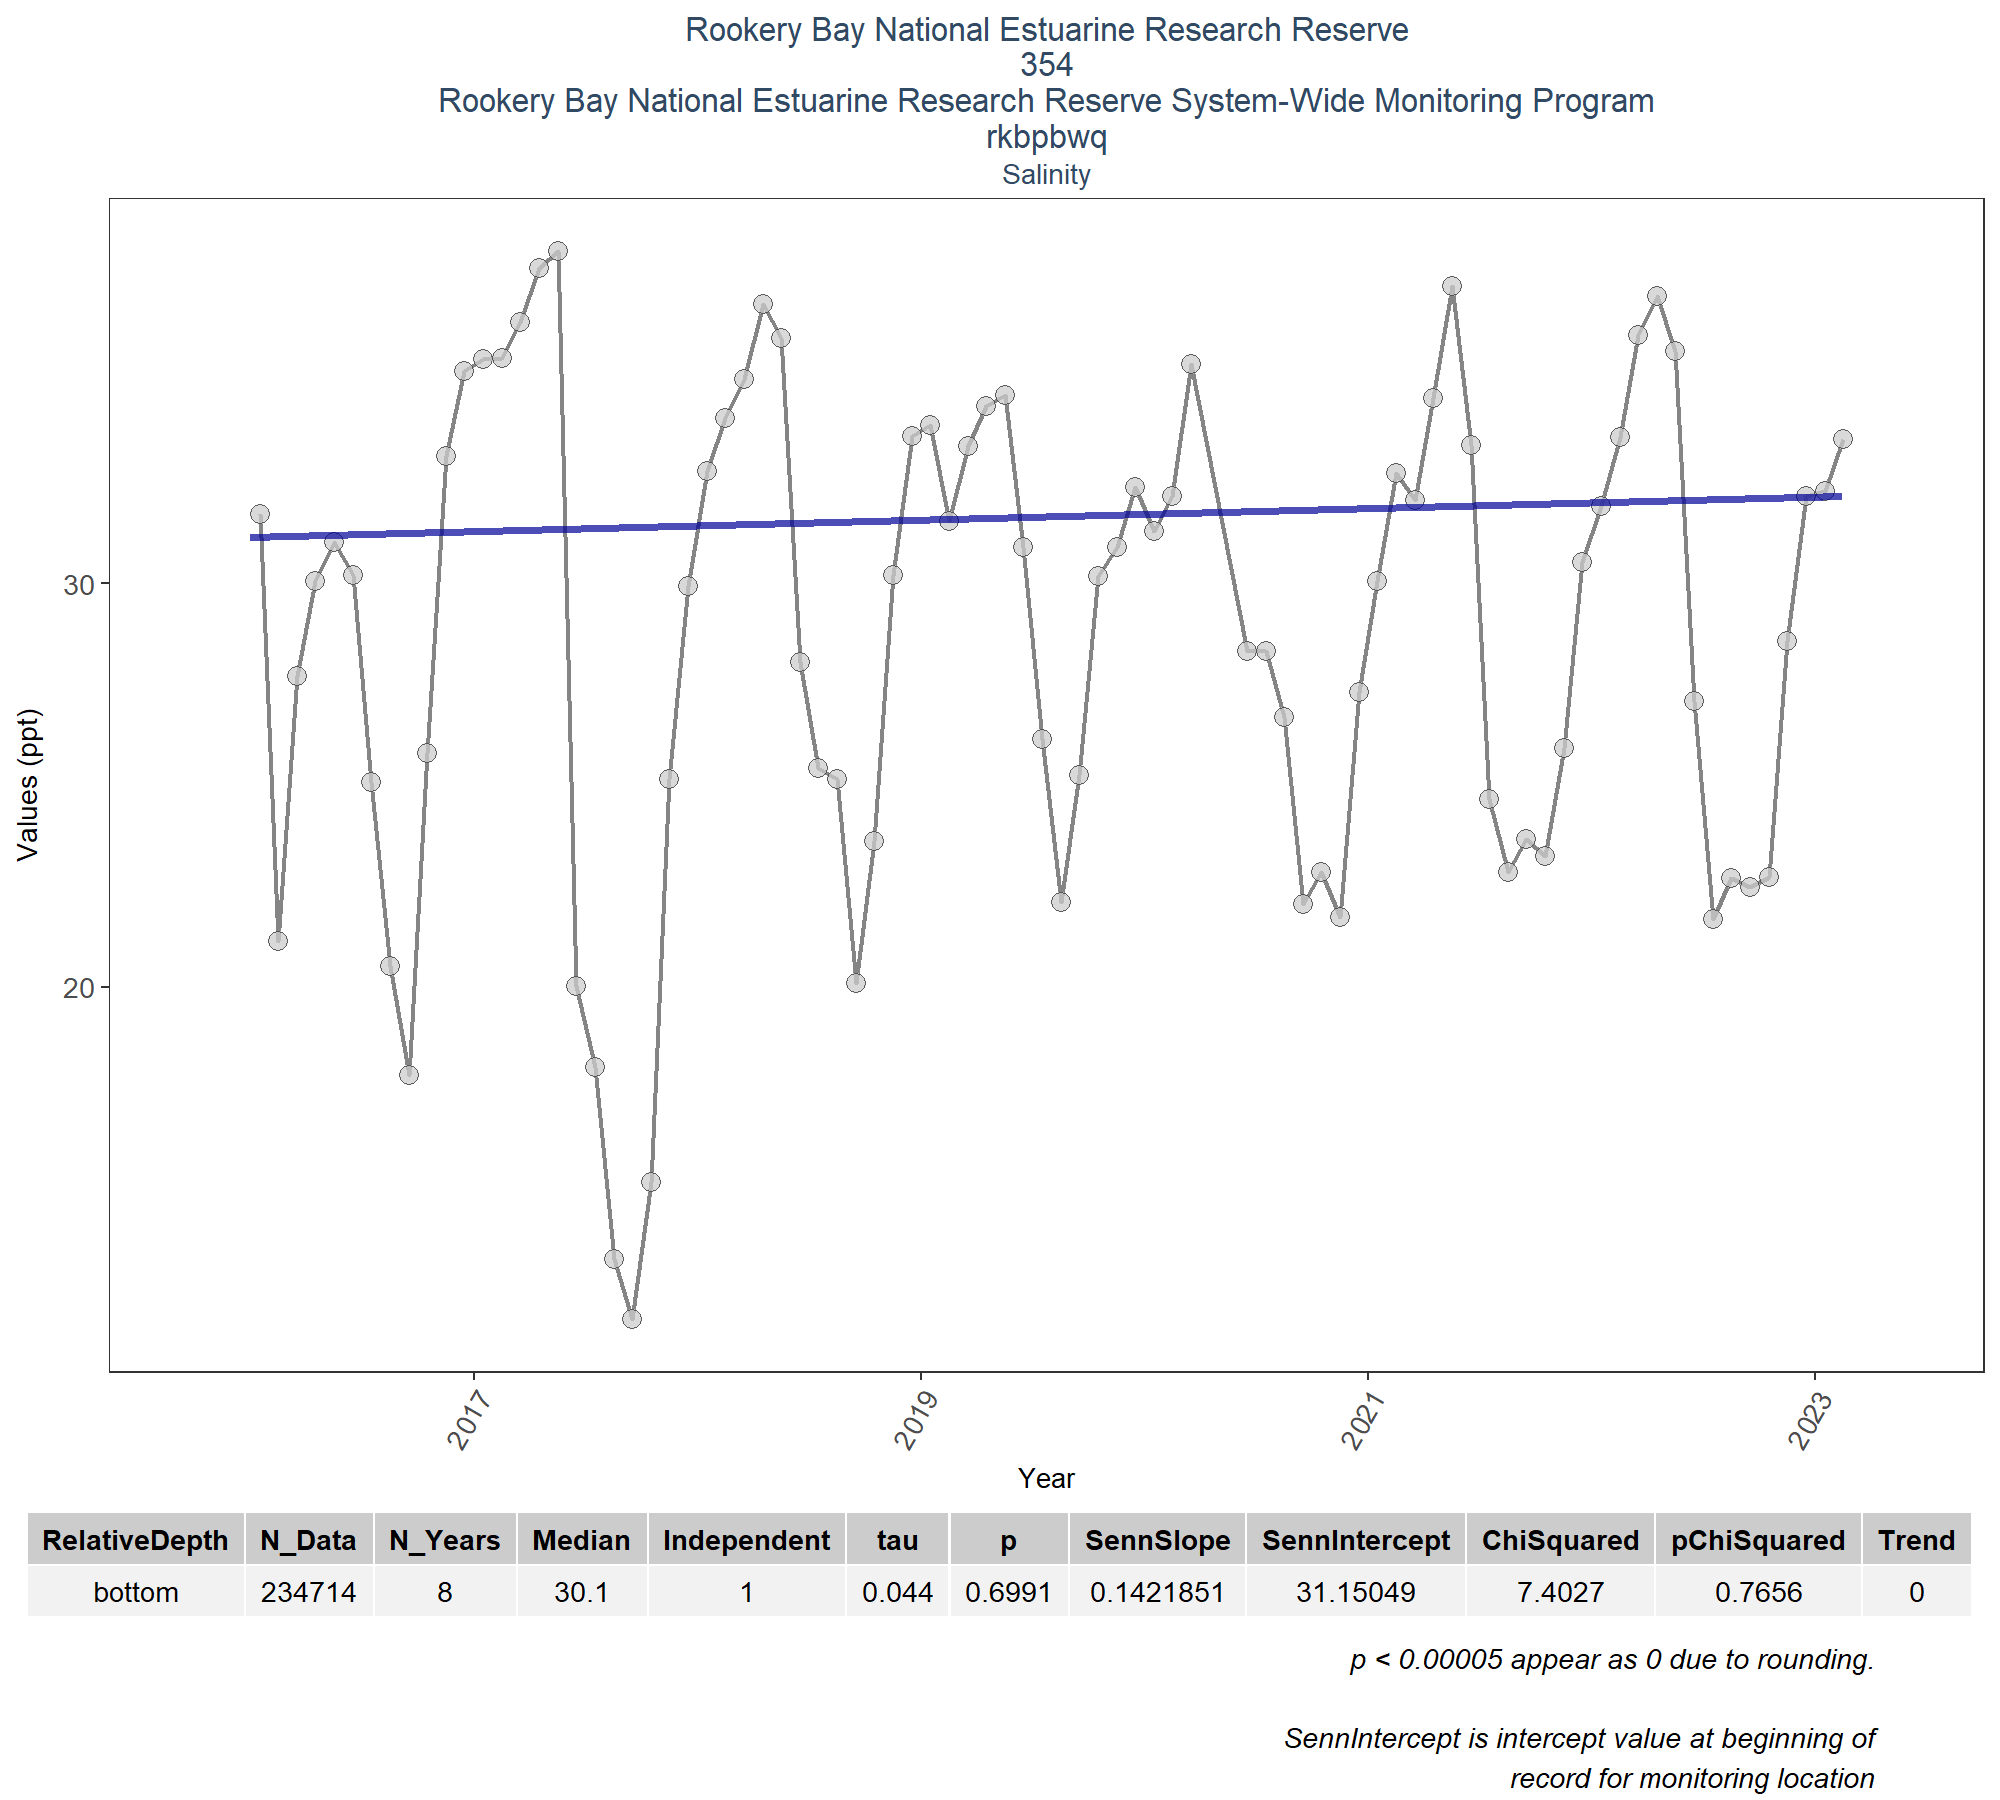 Rookery Bay National Estuarine Research Reserve
354
Rookery Bay National Estuarine Research Reserve System-Wide Monitoring Program
rkbpbwq
Salinity
Values (ppt)
30
20
2017
2019
2021
2023
Year
RelativeDepth N_Data N_Years Median Independent tau p SennSlope SennIntercept ChiSquared pChiSquared Trend
bottom 234714 8 30.1 1 0.044 0.6991 0.1421851 31.15049 7.4027 0.7656 0
p < 0.00005 appear as 0 due to rounding.
SennIntercept is intercept value at beginning of
record for monitoring location